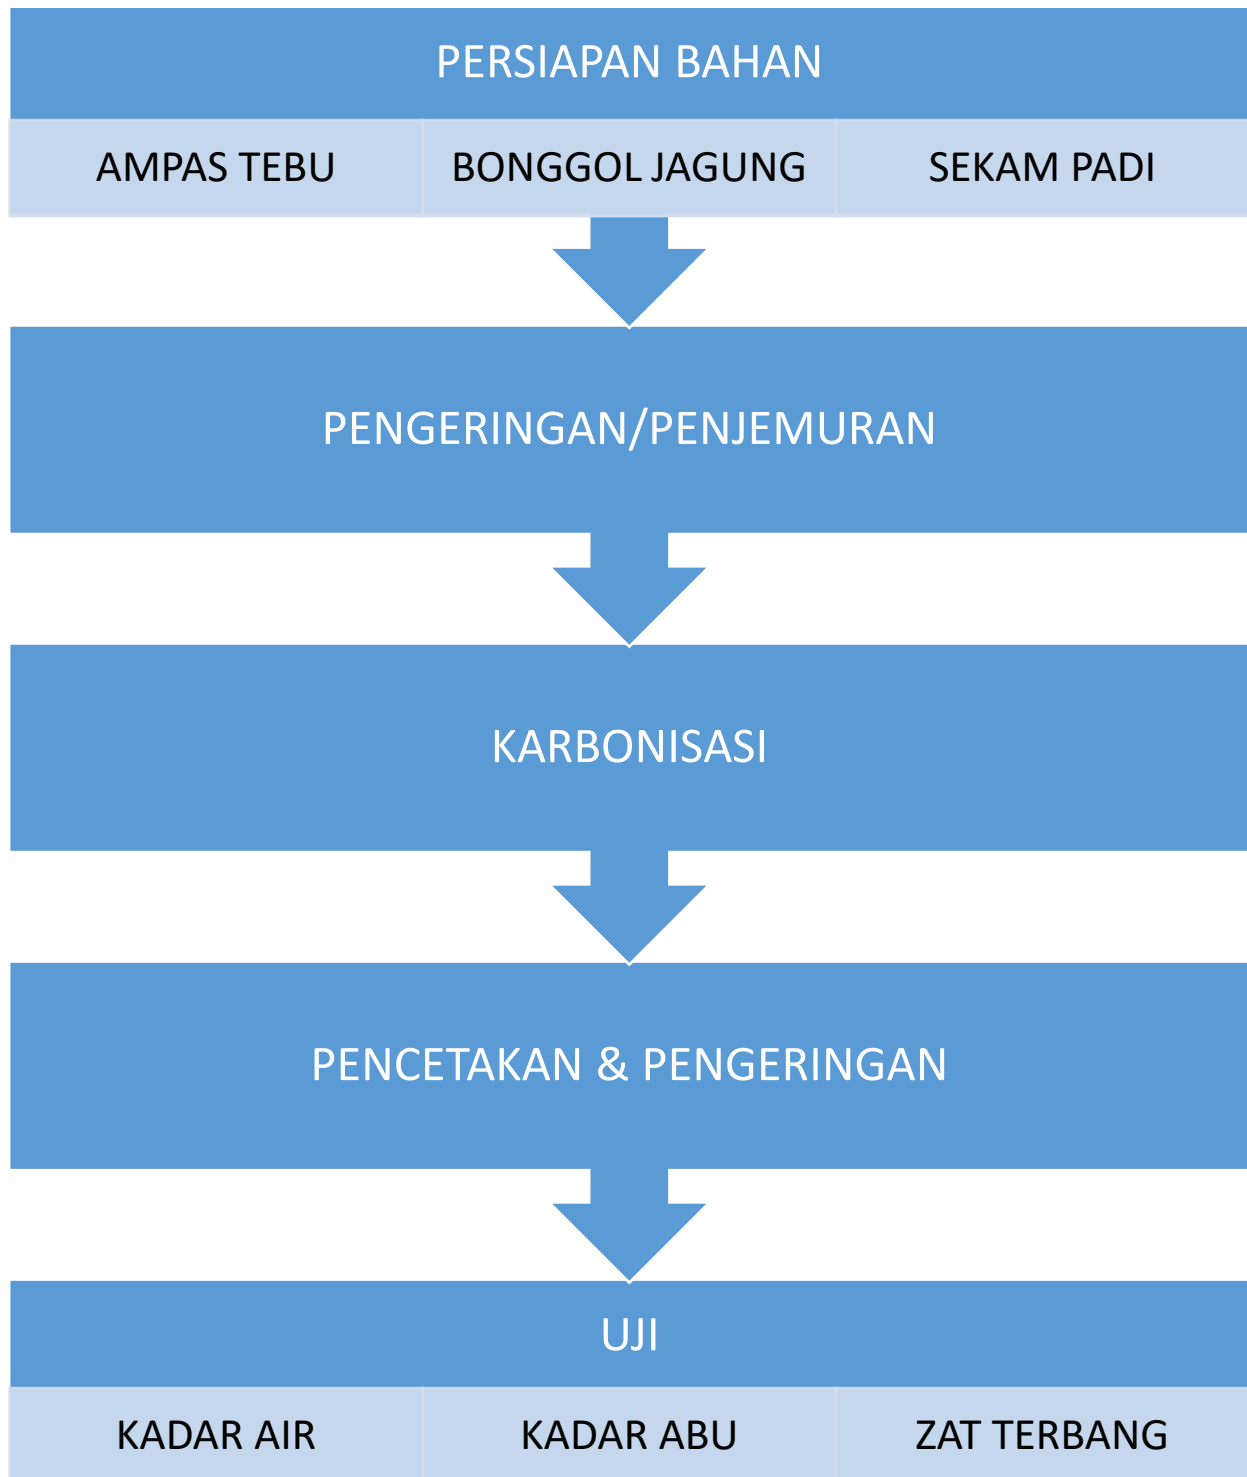 PERSIAPAN BAHAN
AMPAS TEBU
BONGGOL JAGUNG
SEKAM PADI
PENGERINGAN/PENJEMURAN
KARBONISASI
PENCETAKAN & PENGERINGAN
UJI
KADAR AIR
KADAR ABU
ZAT TERBANG